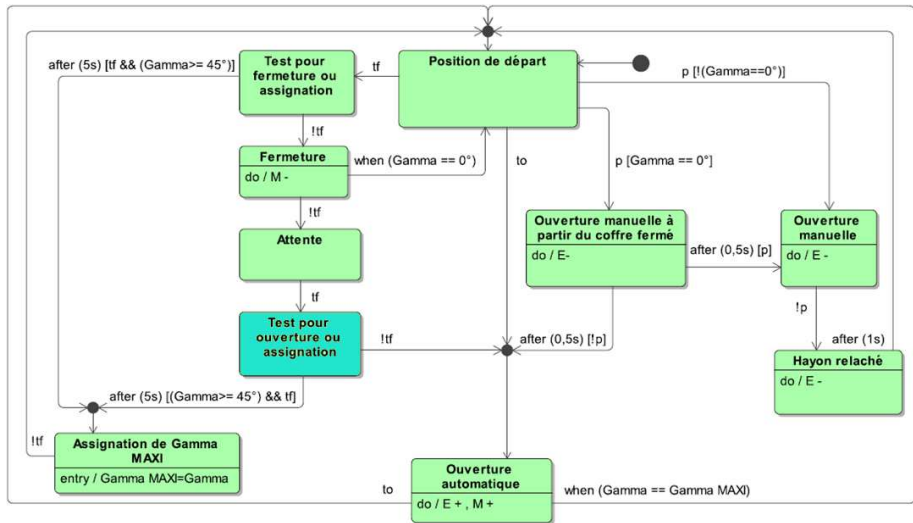 after (5s) [tf && (Gamma>= 45°)]
Test pour
fermeture ou
assignation
tf
Position de départ
p [!(Gamma==0°)]
!tf
Fermeture
do / M -
when (Gamma == 0°)
to
p [Gamma == 0°]
!tf
Attente
Ouverture manuelle à
partir du coffre fermé
do / E-
after (0,5s) [p]
Ouverture
manuelle
do / E -
tf
Test pour
ouverture ou
assignation
!tf
after (0,5s) [!p]
!p
after (1s)
Hayon relaché
do / E -
after (5s) [(Gamma>= 45°) && tf]
!tf
Assignation de Gamma
MAXI
entry / Gamma MAXI=Gamma
to
Ouverture
automatique
do / E + , M +
when (Gamma == Gamma MAXI)